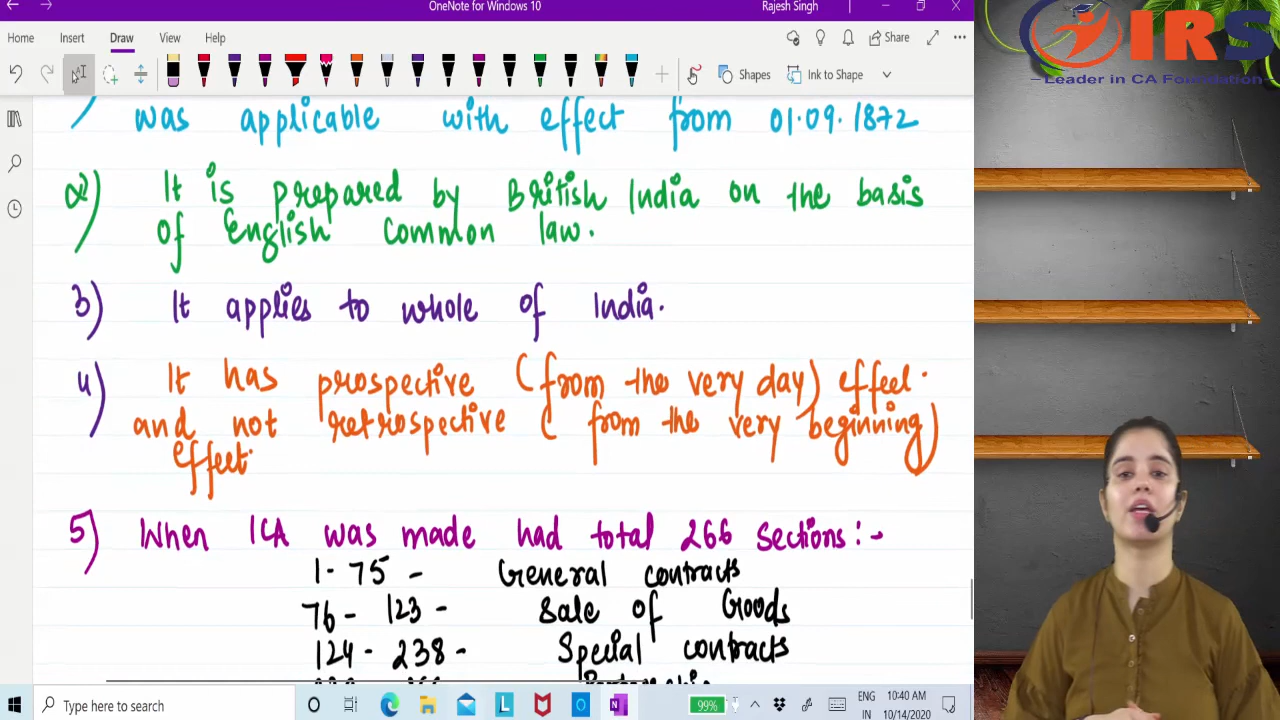 OneNote for Windows 10
Rajesh Singh
Home Insert Draw View Help
Share
Shapes
Ink to Shape
IRS
Leader in CA Foundation
was applicable with effect from 01.09.1872
2) It is prepared by British India on the basis
of English Common law.
3) It applies to whole of India.
4) It has prospective (from the very day) effect.
and not retrospective ( from the very beginning)
effect.
5) When ICA was made had total 266 sections:-
1 - 75 - General contracts
76 - 123 - Sale of Goods
124 - 238 - Special contracts
Type here to search
99%
ENG
IN
10:40 AM
10/14/2020